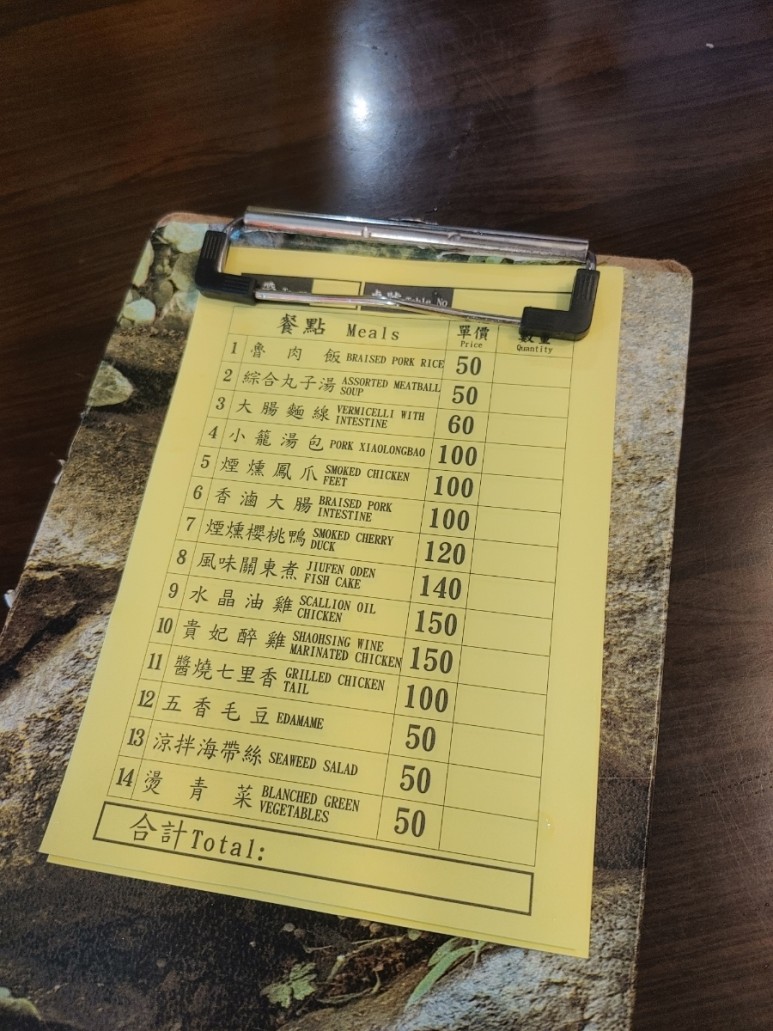 Table No
餐點 Meals 單價 Price Quantity
1 魯肉飯 BRAISED PORK RICE 50
2 綜合丸子湯 ASSORTED MEATBALL SOUP 50
3 大腸麵線 VERMICELLI WITH INTESTINE 60
4 小籠湯包 PORK XIAOLONGBAO 100
5 煙燻鳳爪 SMOKED CHICKEN FEET 100
6 香滷大腸 BRAISED PORK INTESTINE 100
7 煙燻櫻桃鴨 SMOKED CHERRY DUCK 120
8 風味關東煮 JIUFEN ODEN FISH CAKE 140
9 水晶油雞 SCALLION OIL CHICKEN 150
10 貴妃醉雞 SHAOHSING WINE MARINATED CHICKEN 150
11 醬燒七里香 GRILLED CHICKEN TAIL 100
12 五香毛豆 EDAMAME 50
13 涼拌海帶絲 SEAWEED SALAD 50
14 燙青菜 BLANCHED GREEN VEGETABLES 50
合計Total: